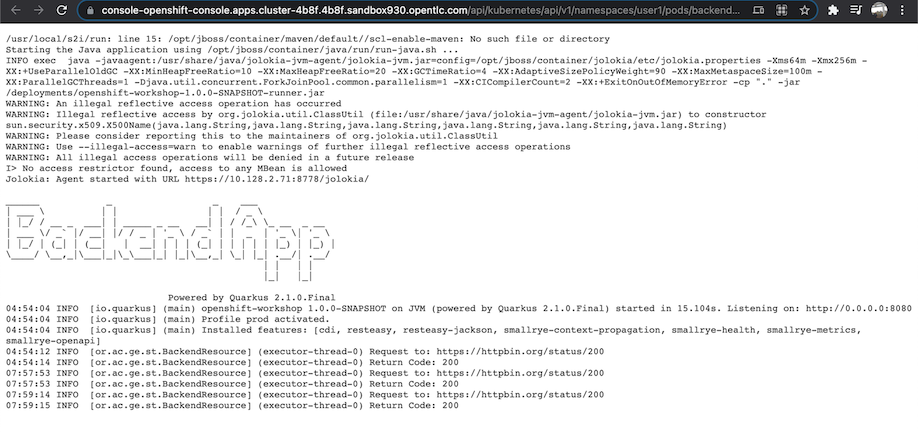 console-openshift-console.apps.cluster-4b8f.4b8f.sandbox930.opentlc.com/api/kubernetes/api/v1/namespaces/user1/pods/backend...
/usr/local/s2i/run: line 15: /opt/jboss/container/maven/default//scl-enable-maven: No such file or directory
Starting the Java application using /opt/jboss/container/java/run/run-java.sh ...
INFO exec  java -javaagent:/usr/share/java/jolokia-jvm-agent/jolokia-jvm.jar=config=/opt/jboss/container/jolokia/etc/jolokia.properties -Xms64m -Xmx256m -
XX:+UseParallelOldGC -XX:MinHeapFreeRatio=10 -XX:MaxHeapFreeRatio=20 -XX:GCTimeRatio=4 -XX:AdaptiveSizePolicyWeight=90 -XX:MaxMetaspaceSize=100m -
XX:ParallelGCThreads=1 -Djava.util.concurrent.ForkJoinPool.common.parallelism=1 -XX:CICompilerCount=2 -XX:+ExitOnOutOfMemoryError -cp "." -jar
/deployments/openshift-workshop-1.0.0-SNAPSHOT-runner.jar
WARNING: An illegal reflective access operation has occurred
WARNING: Illegal reflective access by org.jolokia.util.ClassUtil (file:/usr/share/java/jolokia-jvm-agent/jolokia-jvm.jar) to constructor
sun.security.x509.X500Name(java.lang.String,java.lang.String,java.lang.String,java.lang.String,java.lang.String,java.lang.String)
WARNING: Please consider reporting this to the maintainers of org.jolokia.util.ClassUtil
WARNING: Use --illegal-access=warn to enable warnings of further illegal reflective access operations
WARNING: All illegal access operations will be denied in a future release
I> No access restrictor found, access to any MBean is allowed
Jolokia: Agent started with URL https://10.128.2.71:8778/jolokia/
Backend App
Powered by Quarkus 2.1.0.Final
04:54:04 INFO  [io.quarkus] (main) openshift-workshop 1.0.0-SNAPSHOT on JVM (powered by Quarkus 2.1.0.Final) started in 15.104s. Listening on: http://0.0.0.0:8080
04:54:04 INFO  [io.quarkus] (main) Profile prod activated.
04:54:04 INFO  [io.quarkus] (main) Installed features: [cdi, resteasy, resteasy-jackson, smallrye-context-propagation, smallrye-health, smallrye-metrics,
smallrye-openapi]
04:54:12 INFO  [or.ac.ge.st.BackendResource] (executor-thread-0) Request to: https://httpbin.org/status/200
04:54:14 INFO  [or.ac.ge.st.BackendResource] (executor-thread-0) Return Code: 200
07:57:53 INFO  [or.ac.ge.st.BackendResource] (executor-thread-0) Request to: https://httpbin.org/status/200
07:57:53 INFO  [or.ac.ge.st.BackendResource] (executor-thread-0) Return Code: 200
07:59:14 INFO  [or.ac.ge.st.BackendResource] (executor-thread-0) Request to: https://httpbin.org/status/200
07:59:15 INFO  [or.ac.ge.st.BackendResource] (executor-thread-0) Return Code: 200